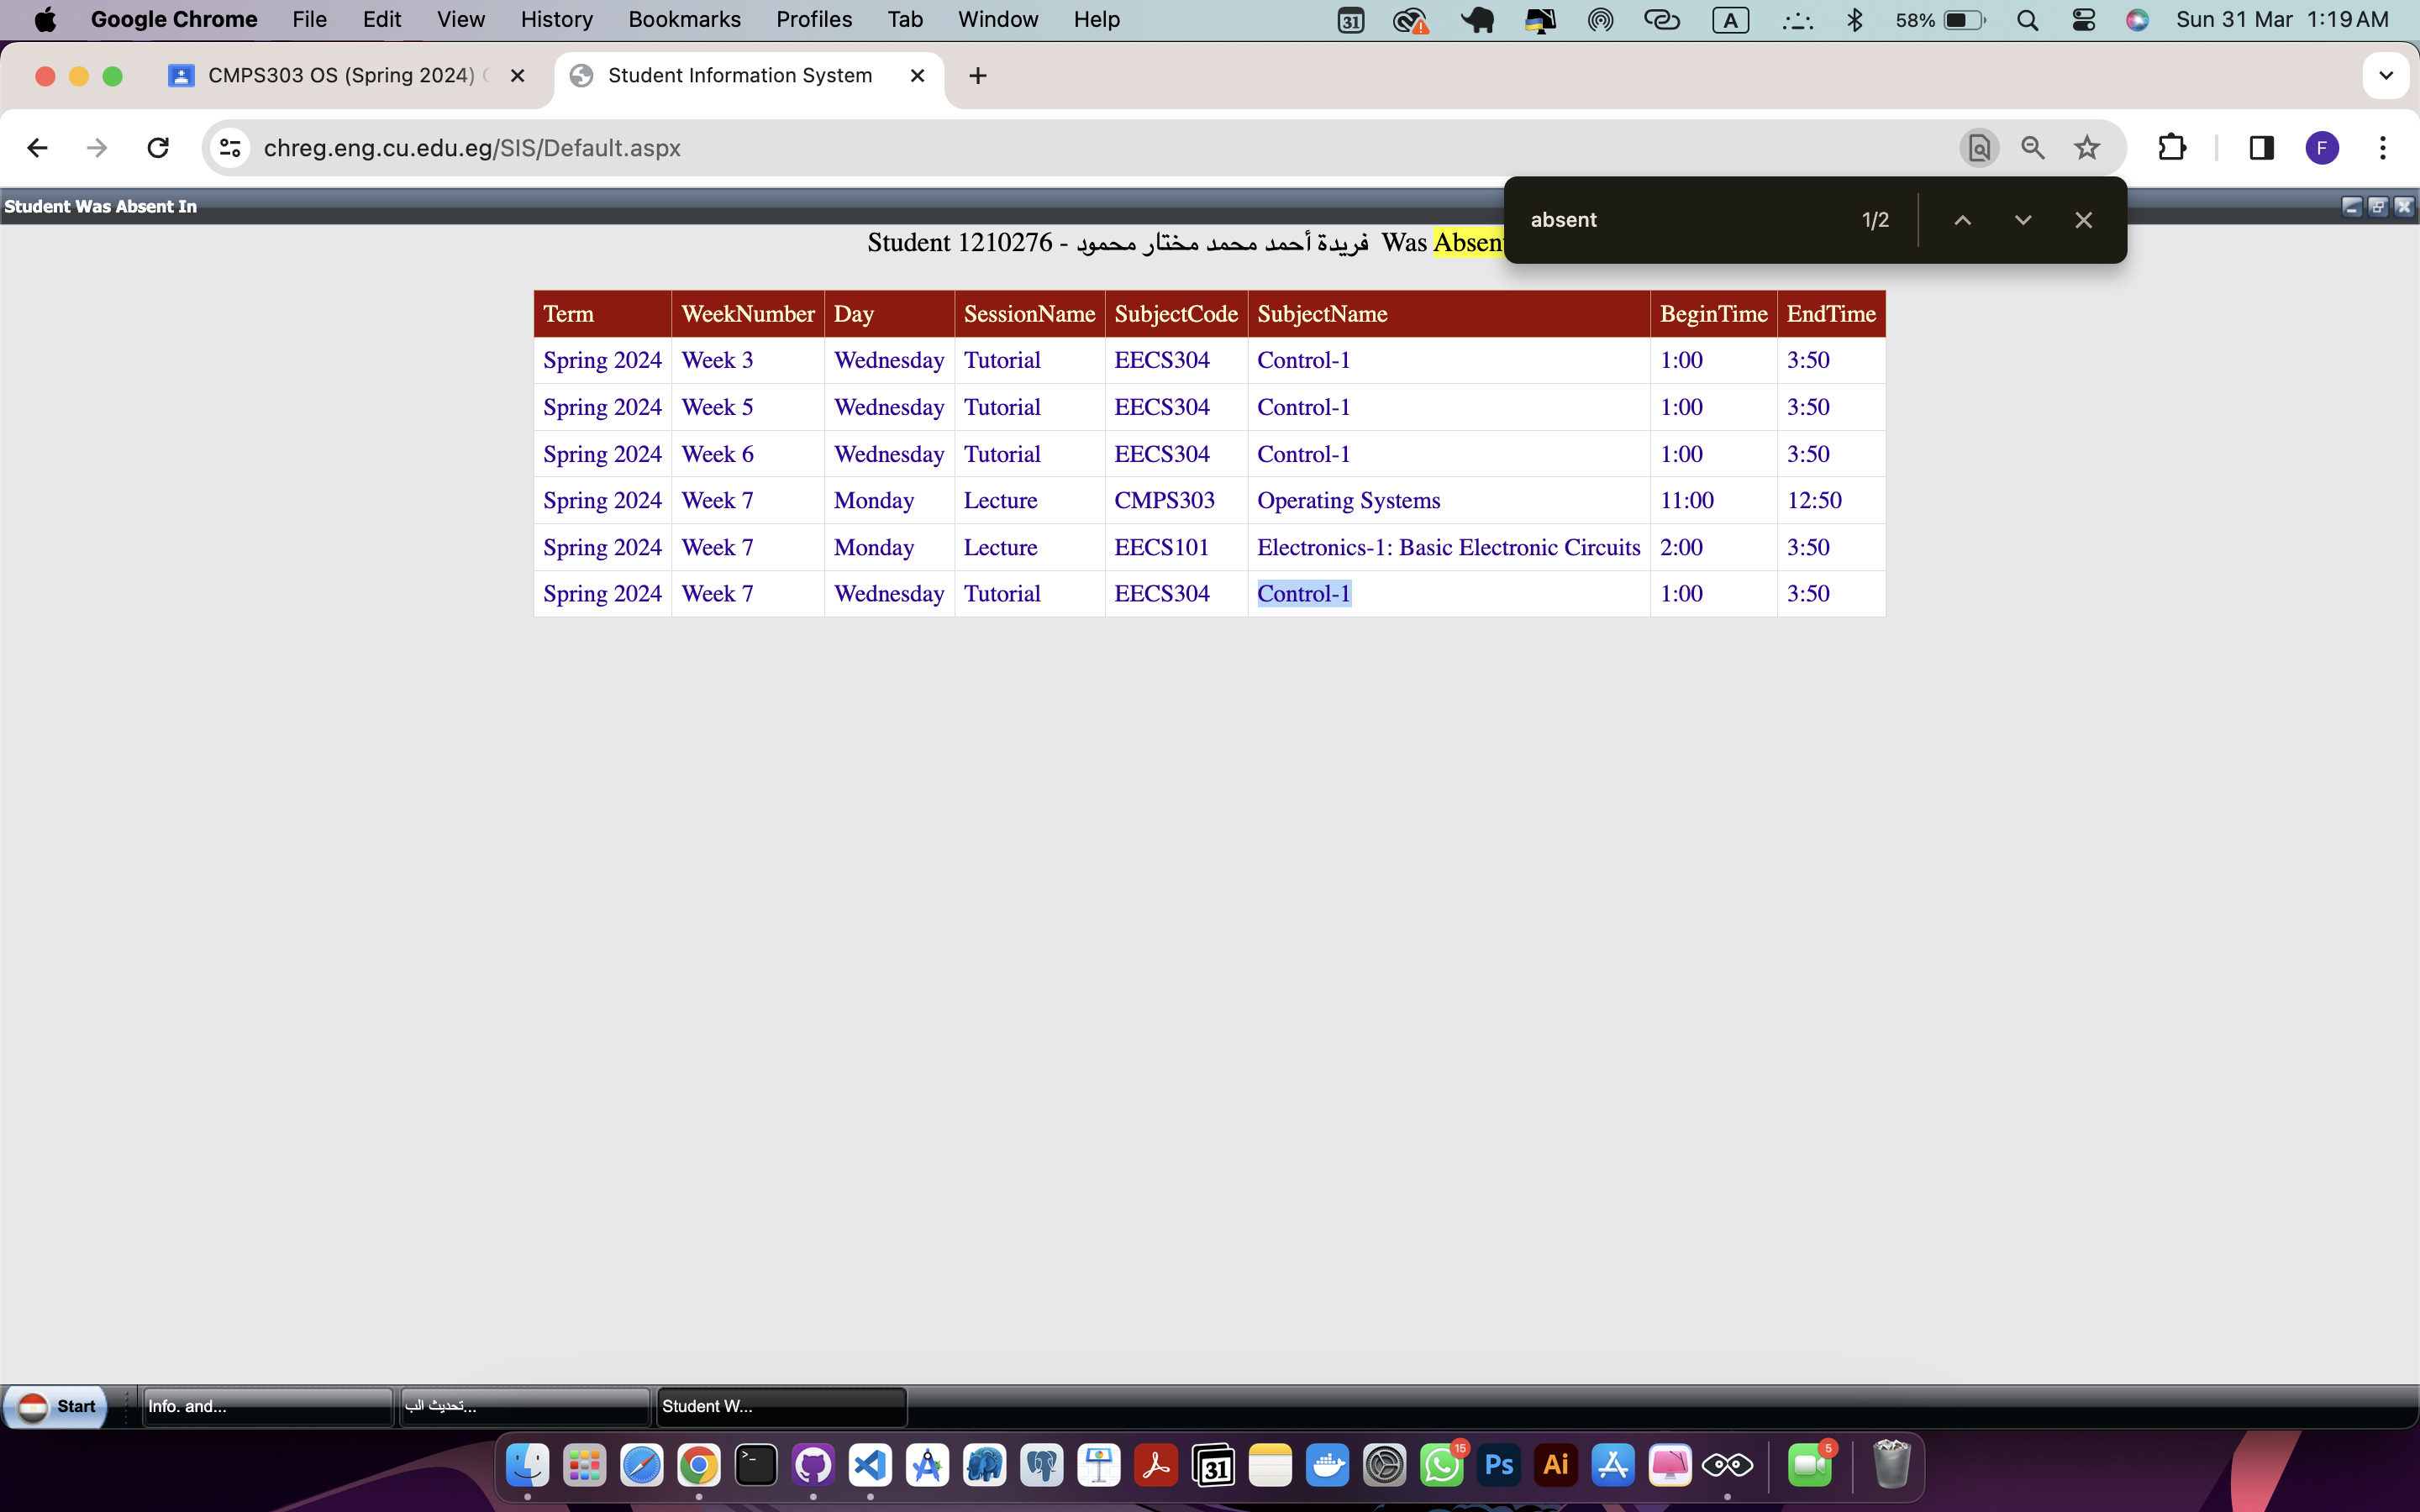 Google Chrome File Edit View History Bookmarks Profiles Tab Window Help 31 A 58% Sun 31 Mar 1:19 AM
CMPS303 OS (Spring 2024) Student Information System
chreg.eng.cu.edu.eg/SIS/Default.aspx F
Student Was Absent In
absent 1/2
Student 1210276 - فريدة أحمد محمد مختار محمود Was Absent
Term WeekNumber Day SessionName SubjectCode SubjectName BeginTime EndTime
Spring 2024 Week 3 Wednesday Tutorial EECS304 Control-1 1:00 3:50
Spring 2024 Week 5 Wednesday Tutorial EECS304 Control-1 1:00 3:50
Spring 2024 Week 6 Wednesday Tutorial EECS304 Control-1 1:00 3:50
Spring 2024 Week 7 Monday Lecture CMPS303 Operating Systems 11:00 12:50
Spring 2024 Week 7 Monday Lecture EECS101 Electronics-1: Basic Electronic Circuits 2:00 3:50
Spring 2024 Week 7 Wednesday Tutorial EECS304 Control-1 1:00 3:50
Start Info. and... تحديث الب... Student W...
31 15 Ps Ai 5